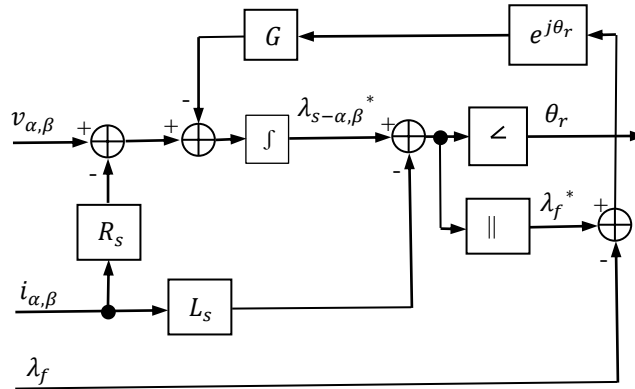 G
e^{jθ_r}
-
v_{α,β}
+
+
λ_{s−α,β}^*
+
θ_r
∫
∠
-
-
R_s
||
λ_f^*
+
-
i_{α,β}
L_s
λ_f